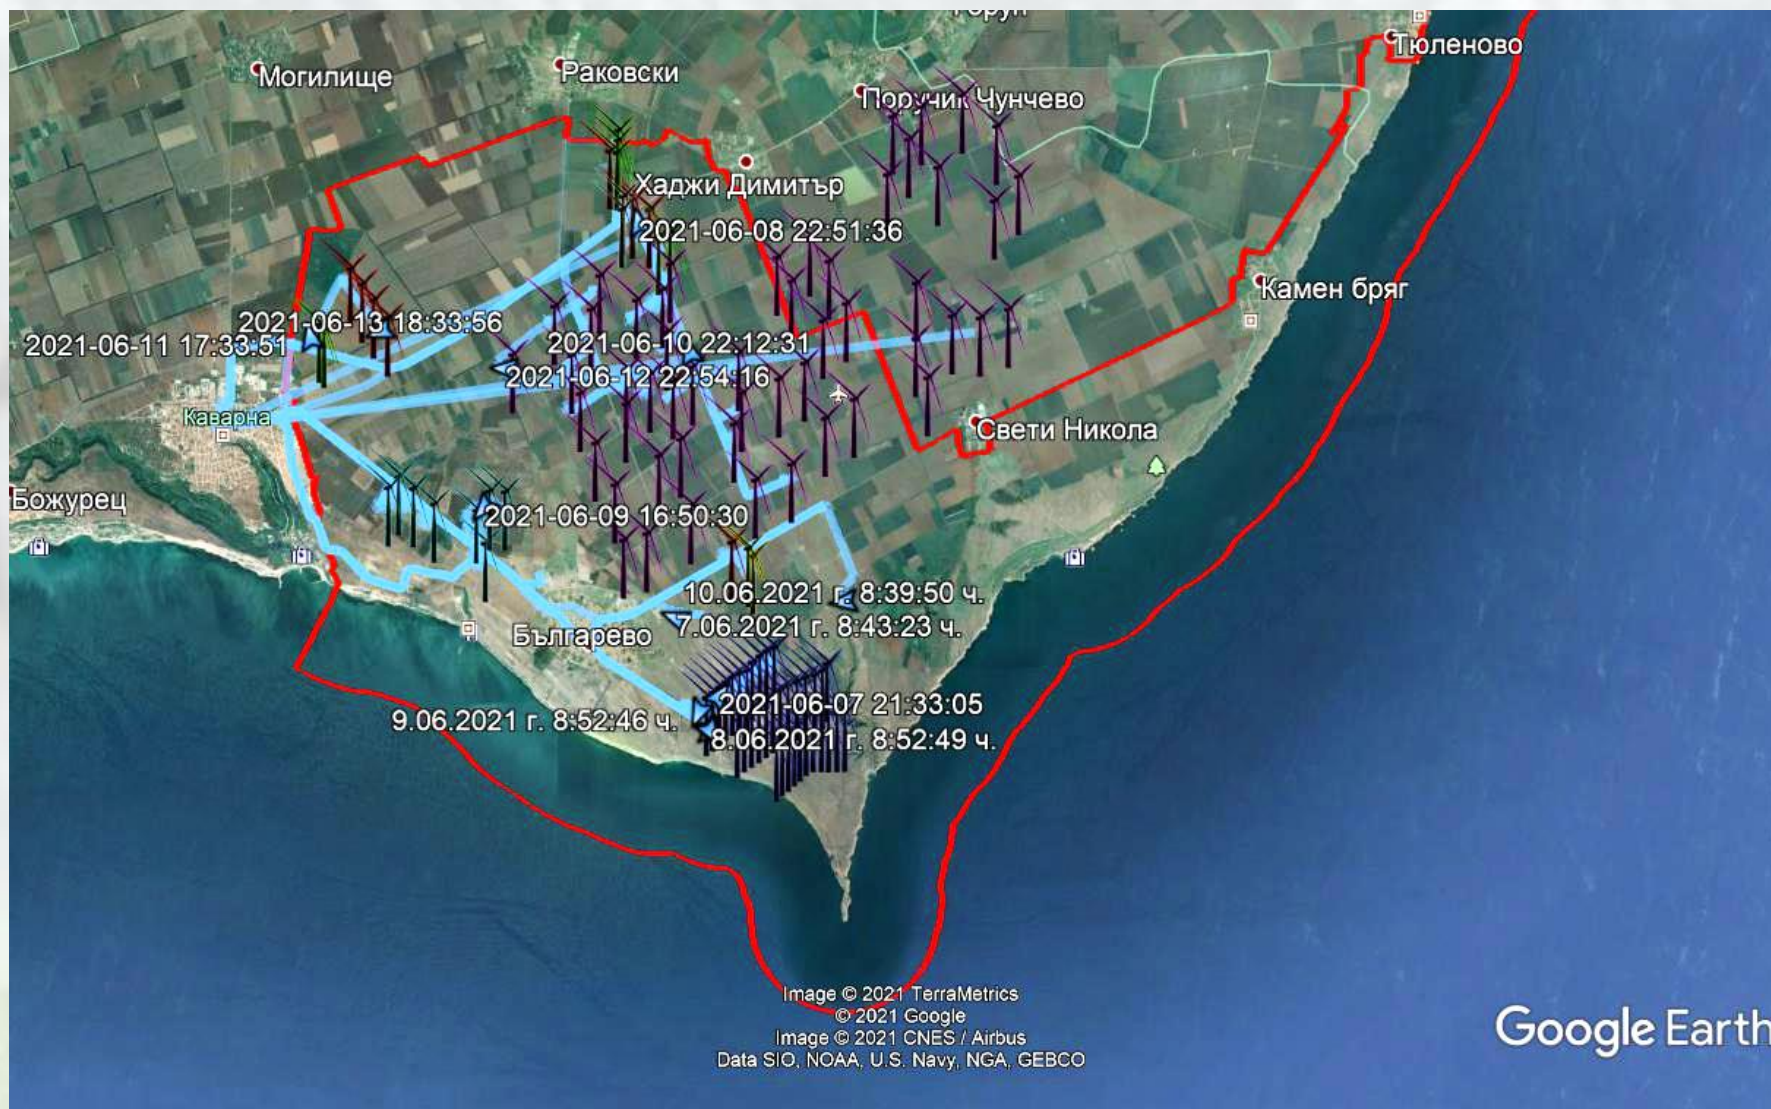 Горун
Тюленово
Могилище
Раковски
Поручик Чунчево
Хаджи Димитър
2021-06-08 22:51:36
Камен бряг
2021-06-13 18:33:56
2021-06-11 17:33:51
2021-06-10 22:12:31
2021-06-12 22:54:16
Каварна
Свети Никола
Божурец
2021-06-09 16:50:30
10.06.2021 г. 8:39:50 ч.
7.06.2021 г. 8:43:23 ч.
Българево
2021-06-07 21:33:05
9.06.2021 г. 8:52:46 ч.
8.06.2021 г. 8:52:49 ч.
Image © 2021 TerraMetrics
© 2021 Google
Image © 2021 CNES / Airbus
Data SIO, NOAA, U.S. Navy, NGA, GEBCO
Google Earth